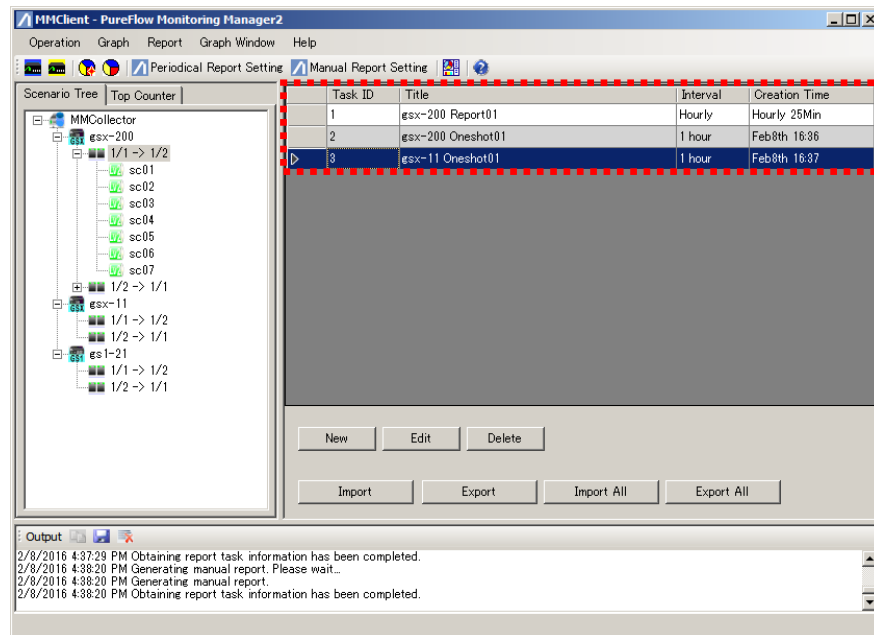 MMClient - PureFlow Monitoring Manager2
Operation Graph Report Graph Window Help
Periodical Report Setting Manual Report Setting
Scenario Tree Top Counter
MMCollector
gsx-200
1/1 -> 1/2
sc01
sc02
sc03
sc04
sc05
sc06
sc07
1/2 -> 1/1
gsx-11
1/1 -> 1/2
1/2 -> 1/1
gs1-21
1/1 -> 1/2
1/2 -> 1/1
Task ID Title Interval Creation Time
1 gsx-200 Report01 Hourly Hourly 25Min
2 gsx-200 Oneshot01 1 hour Feb8th 16:36
3 gsx-11 Oneshot01 1 hour Feb8th 16:37
New Edit Delete
Import Export Import All Export All
Output
2/8/2016 4:37:29 PM Obtaining report task information has been completed.
2/8/2016 4:38:20 PM Generating manual report. Please wait...
2/8/2016 4:38:20 PM Generating manual report.
2/8/2016 4:38:20 PM Obtaining report task information has been completed.